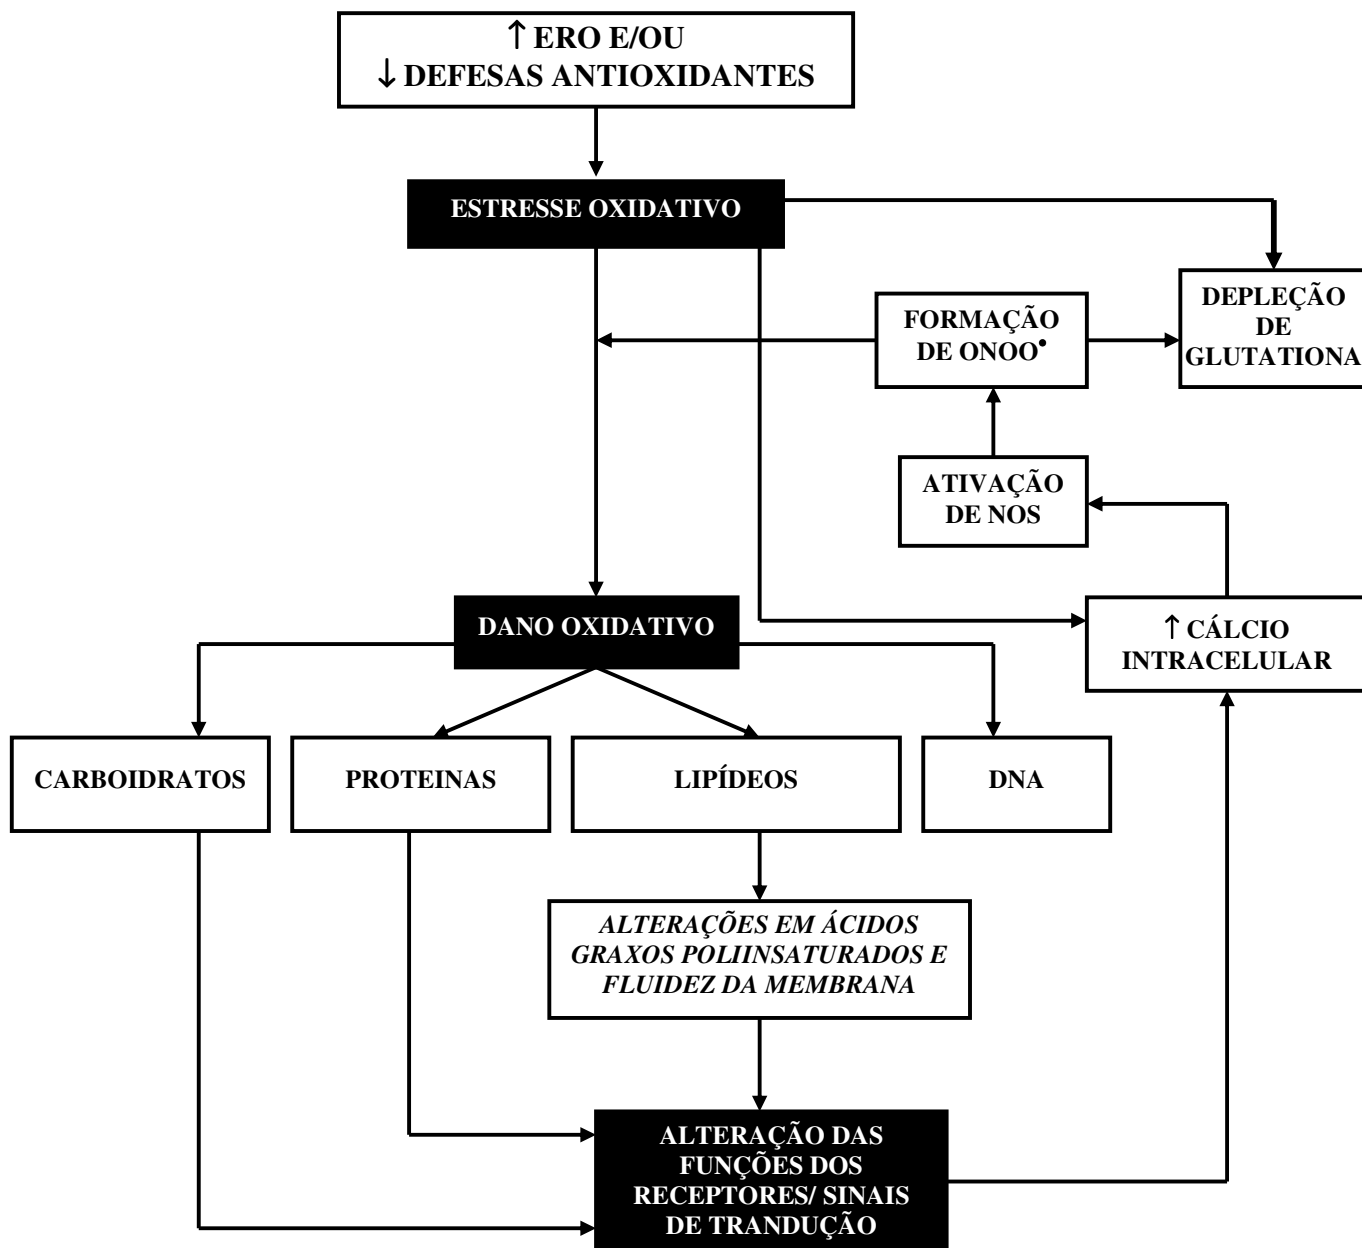 ↑ ERO E/OU
↓ DEFESAS ANTIOXIDANTES
ESTRESSE OXIDATIVO
FORMAÇÃO
DE ONOO•
DEPLEÇÃO
DE
GLUTATIONA
ATIVAÇÃO
DE NOS
DANO OXIDATIVO
↑ CÁLCIO
INTRACELULAR
CARBOIDRATOS
PROTEINAS
LIPÍDEOS
DNA
ALTERAÇÕES EM ÁCIDOS
GRAXOS POLIINSATURADOS E
FLUIDEZ DA MEMBRANA
ALTERAÇÃO DAS
FUNÇÕES DOS
RECEPTORES/ SINAIS
DE TRANDUÇÃO